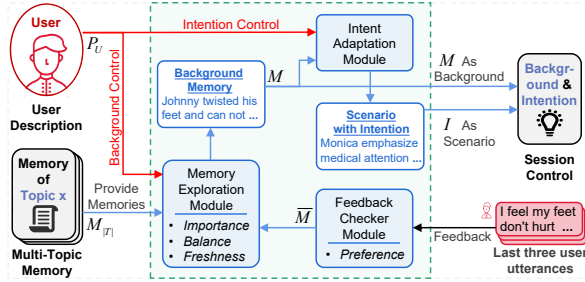 User
P_U
User
Description
Intention Control
Background Control
Intent
Adaptation
Module
Background
Memory
Johnny twisted his
feet and can not ...
M
Scenario
with Intention
Monica emphasize
medical attention ...
M As
Background
I As
Scenario
Backgr-
ound &
Intention
Session
Control
Memory
of
Topic x
Multi-Topic
Memory
Provide
Memories
M_|T|
Memory
Exploration
Module
• Importance
• Balance
• Freshness
M̅
Feedback
Checker
Module
• Preference
Feedback
I feel my feet
don't hurt ...
Last three user
utterances